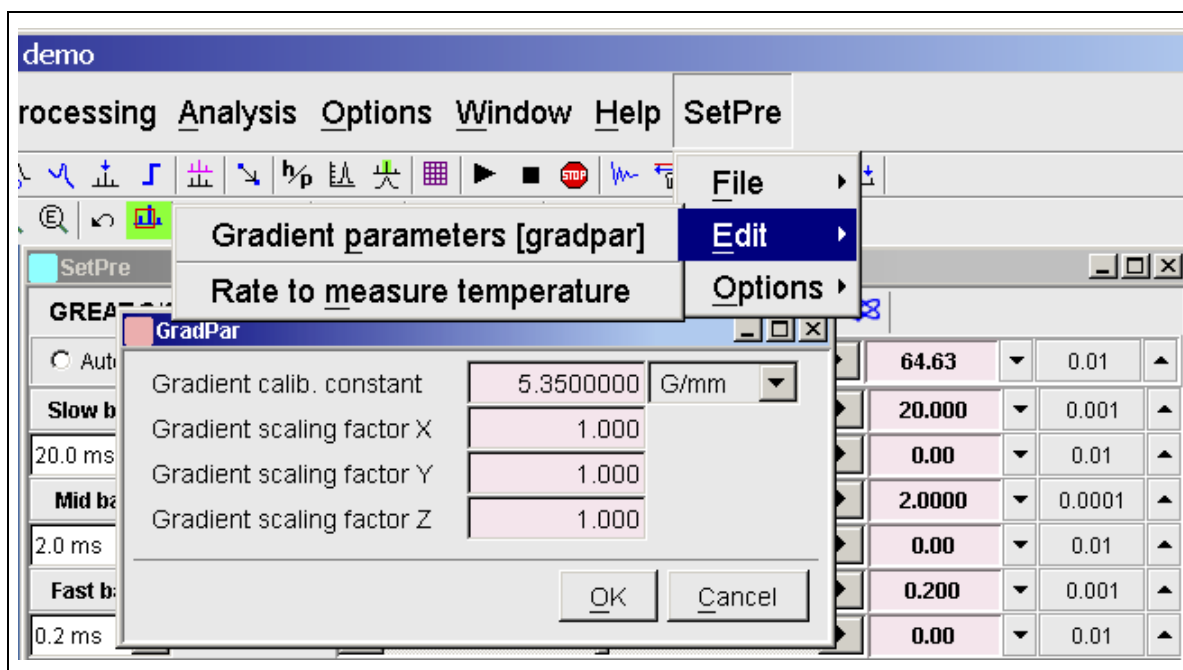 demo
rocessing Analysis Options Window Help SetPre
h/p STOP
File
E
Gradient parameters [gradpar] Edit
SetPre
Rate to measure temperature Options
GREA
GradPar
Auto 64.63 0.01
Gradient calib. constant 5.3500000 G/mm
Slow b 20.000 0.001
Gradient scaling factor X 1.000
20.0 ms 0.00 0.01
Gradient scaling factor Y 1.000
Mid ba 2.0000 0.0001
Gradient scaling factor Z 1.000
2.0 ms 0.00 0.01
Fast b 0.200 0.001
OK Cancel
0.2 ms 0.00 0.01